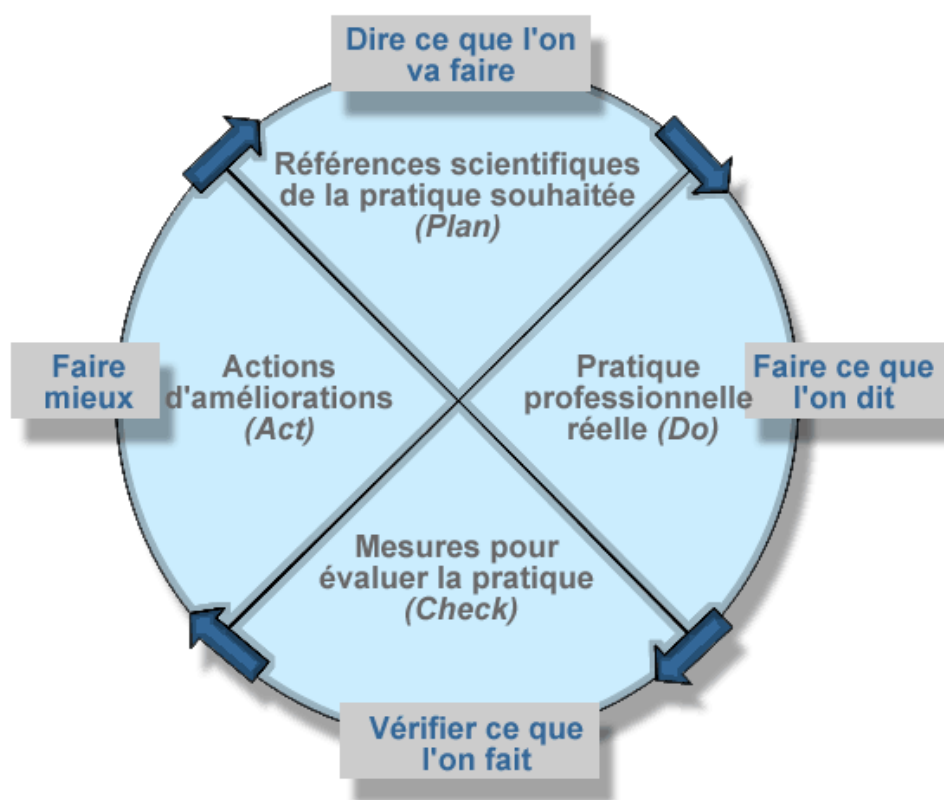 Dire ce que l'on
va faire
Références scientifiques
de la pratique souhaitée
(Plan)
Faire
mieux
Actions
d'améliorations
(Act)
Pratique
professionnelle
réelle (Do)
Faire ce que
l'on dit
Mesures pour
évaluer la pratique
(Check)
Vérifier ce que
l'on fait